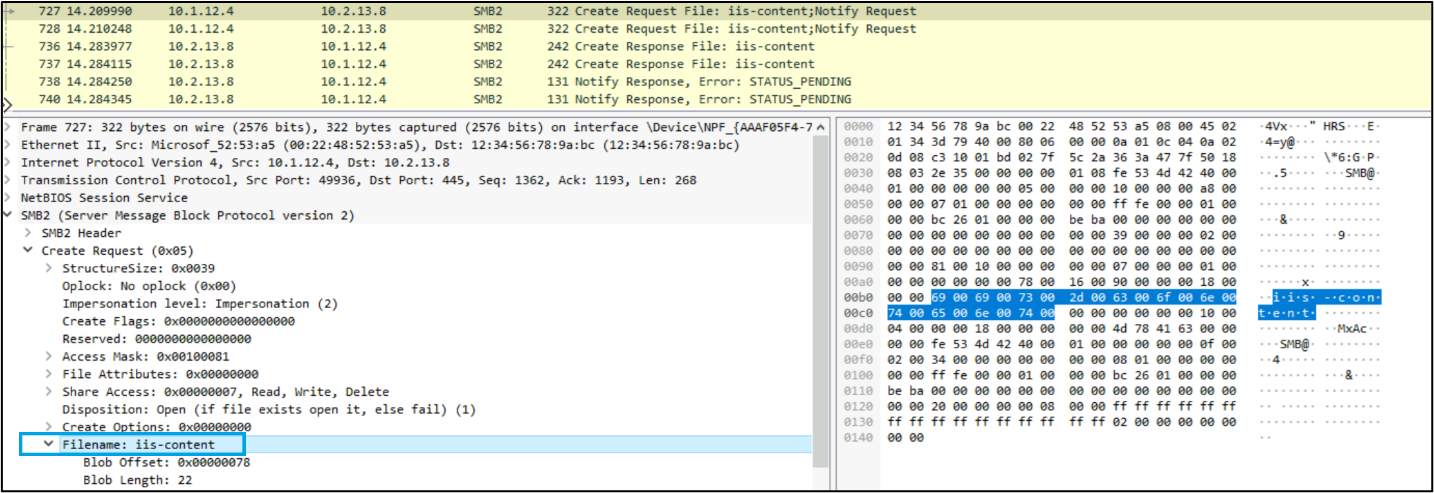 727 14.209990 10.1.12.4 10.2.13.8 SMB2 322 Create Request File: iis-content;Notify Request
728 14.210248 10.1.12.4 10.2.13.8 SMB2 322 Create Request File: iis-content;Notify Request
736 14.283977 10.2.13.8 10.1.12.4 SMB2 242 Create Response File: iis-content
737 14.284115 10.2.13.8 10.1.12.4 SMB2 242 Create Response File: iis-content
738 14.284250 10.2.13.8 10.1.12.4 SMB2 131 Notify Response, Error: STATUS_PENDING
740 14.284345 10.2.13.8 10.1.12.4 SMB2 131 Notify Response, Error: STATUS_PENDING
Frame 727: 322 bytes on wire (2576 bits), 322 bytes captured (2576 bits) on interface \Device\NPF_{AAAF05F4-7
Ethernet II, Src: Microsof_52:53:a5 (00:22:48:52:53:a5), Dst: 12:34:56:78:9a:bc (12:34:56:78:9a:bc)
Internet Protocol Version 4, Src: 10.1.12.4, Dst: 10.2.13.8
Transmission Control Protocol, Src Port: 49936, Dst Port: 445, Seq: 1362, Ack: 1193, Len: 268
NetBIOS Session Service
SMB2 (Server Message Block Protocol version 2)
SMB2 Header
Create Request (0x05)
StructureSize: 0x0039
Oplock: No oplock (0x00)
Impersonation level: Impersonation (2)
Create Flags: 0x0000000000000000
Reserved: 0000000000000000
Access Mask: 0x00100081
File Attributes: 0x00000000
Share Access: 0x00000007, Read, Write, Delete
Disposition: Open (if file exists open it, else fail) (1)
Create Options: 0x00000000
Filename: iis-content
Blob Offset: 0x00000078
Blob Length: 22
0000 12 34 56 78 9a bc 00 22 48 52 53 a5 08 00 45 02 ·4Vx···" HRS···E·
0010 01 34 3d 79 40 00 80 06 00 00 0a 01 0c 04 0a 02 ·4=y@··· ········
0020 0d 08 c3 10 01 bd 02 7f 5c 2a 36 3a 47 7f 50 18 ········ \*6:G·P·
0030 08 03 2e 35 00 00 00 00 01 08 fe 53 4d 42 40 00 ··.5···· ···SMB@·
0040 01 00 00 00 00 00 05 00 00 00 10 00 00 00 a8 00 ········ ········
0050 00 00 07 01 00 00 00 00 00 00 ff fe 00 00 01 00 ········ ········
0060 00 00 bc 26 01 00 00 00 be ba 00 00 00 00 00 00 ···&···· ········
0070 00 00 00 00 00 00 00 00 00 00 39 00 00 00 02 00 ········ ··9·····
0080 00 00 00 00 00 00 00 00 00 00 00 00 00 00 00 00 ········ ········
0090 00 00 81 00 10 00 00 00 00 00 07 00 00 00 01 00 ········ ········
00a0 00 00 00 00 00 00 78 00 16 00 90 00 00 00 18 00 ······x· ········
00b0 00 00 69 00 69 00 73 00 2d 00 63 00 6f 00 6e 00 ··i·i·s· -·c·o·n·
00c0 74 00 65 00 6e 00 74 00 00 00 00 00 00 00 10 00 t·e·n·t· ········
00d0 04 00 00 00 18 00 00 00 00 00 4d 78 41 63 00 00 ········ ··MxAc··
00e0 00 00 fe 53 4d 42 40 00 01 00 00 00 00 00 0f 00 ···SMB@· ········
00f0 02 00 34 00 00 00 00 00 00 00 08 01 00 00 00 00 ··4····· ········
0100 00 00 ff fe 00 00 01 00 00 00 bc 26 01 00 00 00 ········ ···&····
0110 be ba 00 00 00 00 00 00 00 00 00 00 00 00 00 00 ········ ········
0120 00 00 20 00 00 00 00 08 00 00 ff ff ff ff ff ff ·· ····· ········
0130 ff ff ff ff ff ff ff ff ff ff 02 00 00 00 00 00 ········ ········
0140 00 00 ··